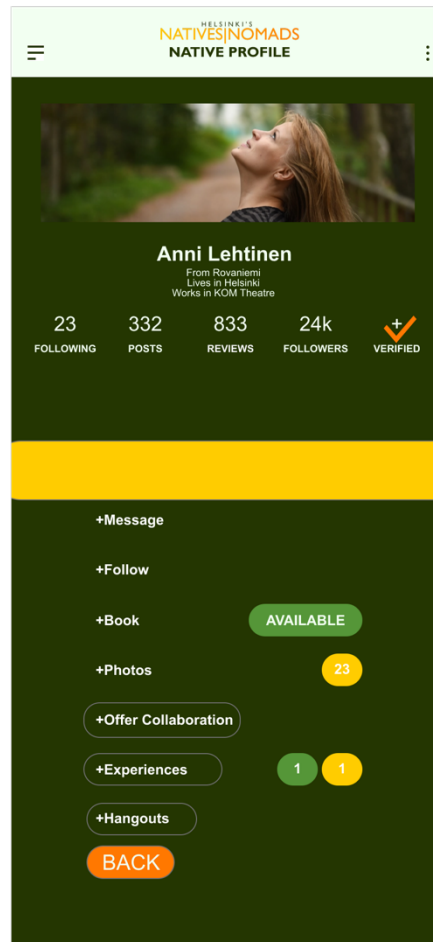 HELSINKI'S
NATIVES|NOMADS
NATIVE PROFILE
Anni Lehtinen
From Rovaniemi
Lives in Helsinki
Works in KOM Theatre
23 332 833 24k +
FOLLOWING POSTS REVIEWS FOLLOWERS VERIFIED
+Message
+Follow
+Book AVAILABLE
+Photos 23
+Offer Collaboration
+Experiences 1 1
+Hangouts
BACK